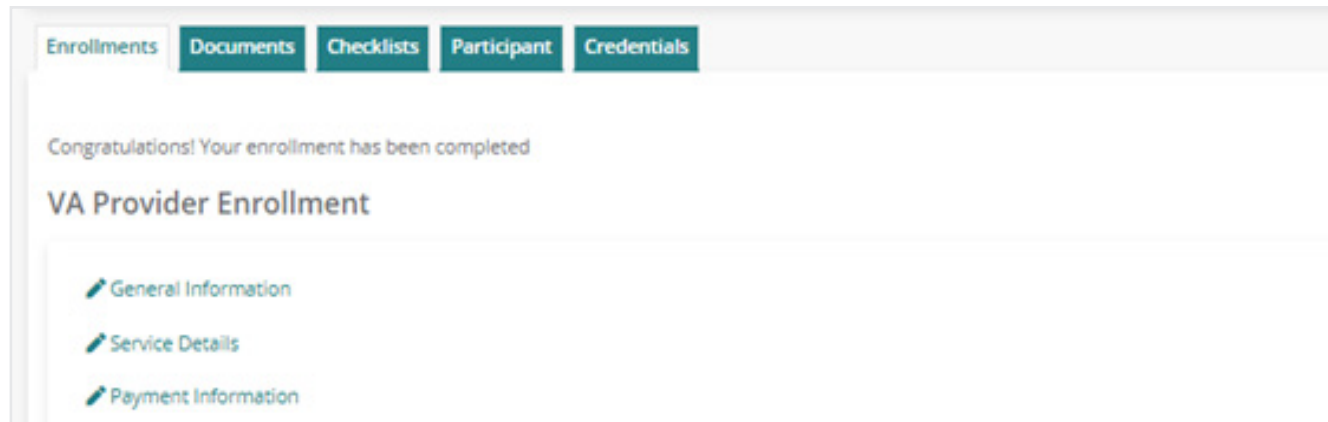 Enrollments Documents Checklists Participant Credentials
Congratulations! Your enrollment has been completed
VA Provider Enrollment
General Information
Service Details
Payment Information